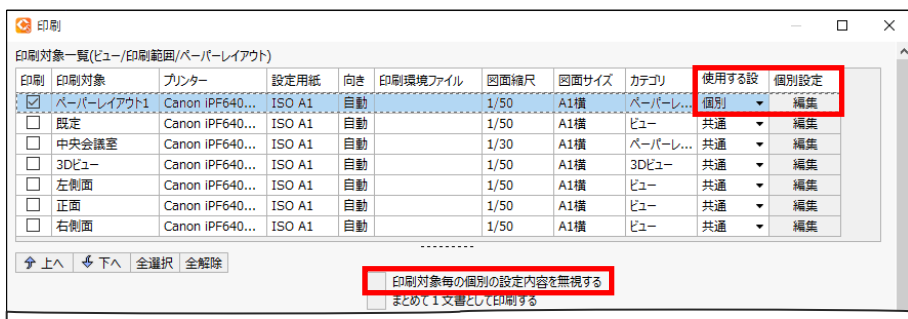 印刷
印刷対象一覧(ビュー/印刷範囲/ペーパーレイアウト)
印刷 印刷対象 プリンター 設定用紙 向き 印刷環境ファイル 図面縮尺 図面サイズ カテゴリ 使用する設 個別設定
ペーパーレイアウト1 Canon iPF640... ISO A1 自動 1/50 A1横 ペーパーレ... 個別 編集
既定 Canon iPF640... ISO A1 自動 1/50 A1横 ビュー 共通 編集
中央会議室 Canon iPF640... ISO A1 自動 1/30 A1横 ペーパーレ... 共通 編集
3Dビュー Canon iPF640... ISO A1 自動 1/50 A1横 3Dビュー 共通 編集
左側面 Canon iPF640... ISO A1 自動 1/50 A1横 ビュー 共通 編集
正面 Canon iPF640... ISO A1 自動 1/50 A1横 ビュー 共通 編集
右側面 Canon iPF640... ISO A1 自動 1/50 A1横 ビュー 共通 編集
上へ 下へ 全選択 全解除
印刷対象毎の個別の設定内容を無視する
まとめて1文書として印刷する